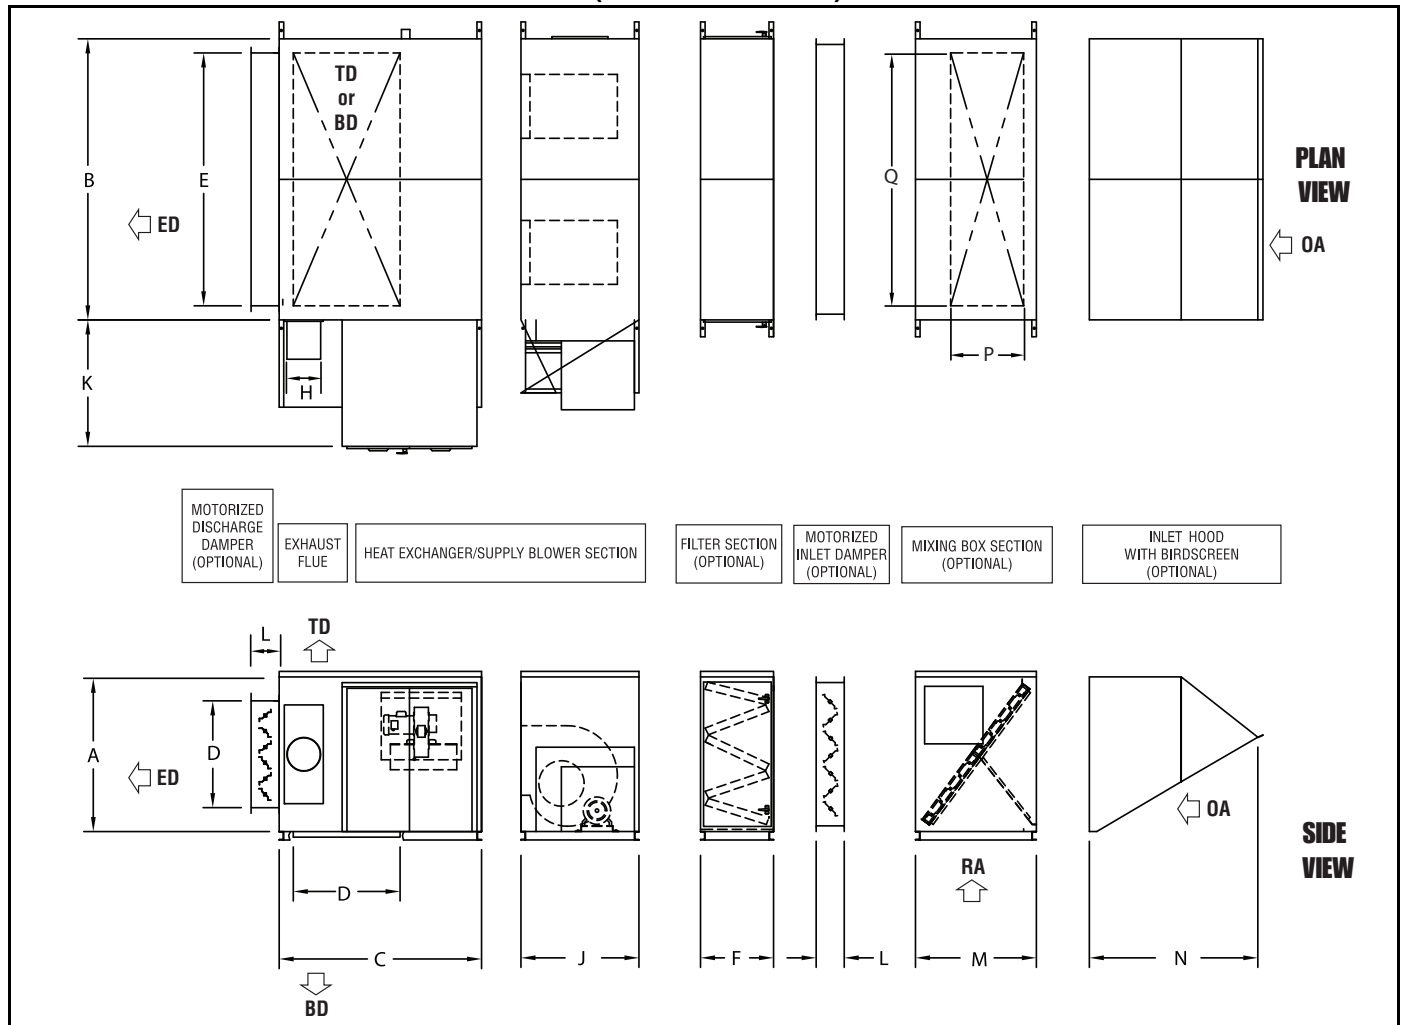 TD
or
BD
B
E
ED
Q
PLAN
VIEW
OA
K
H
P
MOTORIZED
DISCHARGE
DAMPER
(OPTIONAL)
EXHAUST
FLUE
HEAT EXCHANGER/SUPPLY BLOWER SECTION
FILTER SECTION
(OPTIONAL)
MOTORIZED
INLET DAMPER
(OPTIONAL)
MIXING BOX SECTION
(OPTIONAL)
INLET HOOD
WITH BIRDSCREEN
(OPTIONAL)
L
TD
A
D
ED
OA
SIDE
VIEW
RA
D
C
J
F
L
M
N
BD